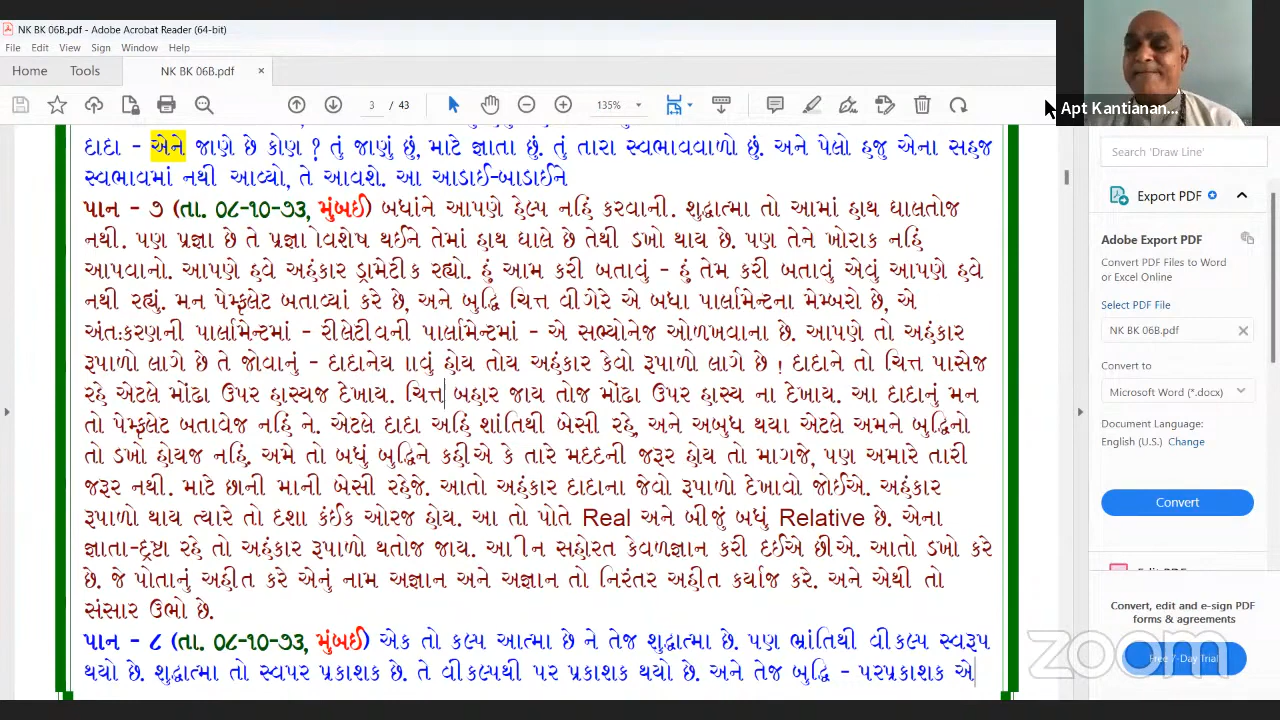 NK BK 06B.pdf - Adobe Acrobat Reader (64-bit)
File Edit View Sign Window Help
Home Tools NK BK 06B.pdf ×
3 / 43 135%
Apt Kantianan...
દાદા - એને જાણે છે કોણ ? તું જાણું છું, માટે જ્ઞાતા છું. તું તારા સ્વભાવવાળો છું. અને પેલો હજુ એના સહજ
સ્વભાવમાં નથી આવ્યો, તે આવશે. આ આડાઈ-બાડાઈને
પાન - ૭ (તા. ૦૮-૧૦-૭૩, મુંબઈ) બધાંને આપણે હેલ્પ નહિં કરવાની. શુદ્ધાત્મા તો આમાં હાથ ઘાલતોજ
નથી. પણ પ્રજ્ઞા છે તે પ્રજ્ઞા ોવશેષ થઈને તેમાં હાથ ઘાલે છે તેથી ડખો થાય છે. પણ તેને ખોરાક નહિં
આપવાનો. આપણે હવે અહંકાર ડ્રામેટીક રહ્યો. હું આમ કરી બતાવું - હું તેમ કરી બતાવું એવું આપણે હવે
નથી રહ્યું. મન પેમ્ફલેટ બતાવ્યાં કરે છે, અને બુદ્ધિ ચિત્ત વીગેરે એ બધા પાર્લામેન્ટના મેમ્બરો છે, એ
અંતઃકરણની પાર્લામેન્ટમાં - રીલેટીવની પાર્લામેન્ટમાં - એ સભ્યોનેજ ઓળખવાના છે. આપણે તો અહંકાર
રૂપાળો લાગે છે તે જોવાનું - દાદાનેય ાાવું હોય તોય અહંકાર કેવો રૂપાળો લાગે છે ! દાદાને તો ચિત્ત પાસેજ
રહે એટલે મોંઢા ઉપર હાસ્યજ દેખાય. ચિત્ત બહાર જાય તોજ મોંઢા ઉપર હાસ્ય ના દેખાય. આ દાદાનું મન
તો પેમ્ફલેટ બતાવેજ નહિં ને. એટલે દાદા અહિં શાંતિથી બેસી રહે, અને અબુધ થયા એટલે અમને બુદ્ધિનો
તો ડખો હોયજ નહિં. અમે તો બધું બુદ્ધિને કહીએ કે તારે મદદની જરૂર હોય તો માગજે, પણ અમારે તારી
જરૂર નથી. માટે છાની માની બેસી રહેજે. આતો અહંકાર દાદાના જેવો રૂપાળો દેખાવો જોઈએ. અહંકાર
રૂપાળો થાય ત્યારે તો દશા કંઈક ઓરજ હોય. આ તો પોતે Real અને બીજું બધું Relative છે. એના
જ્ઞાતા-દ્રષ્ટા રહે તો અહંકાર રૂપાળો થતોજ જાય. આ ીન સહોરત કેવળજ્ઞાન કરી દઈએ છીએ. આતો ડખો કરે
છે. જે પોતાનું અહીત કરે એનું નામ અજ્ઞાન અને અજ્ઞાન તો નિરંતર અહીત કર્યાજ કરે. અને એથી તો
સંસાર ઉભો છે.
પાન - ૮ (તા. ૦૮-૧૦-૭૩, મુંબઈ) એક તો કલ્પ આત્મા છે ને તેજ શુદ્ધાત્મા છે. પણ ભ્રાંતિથી વીકલ્પ સ્વરૂપ
થયો છે. શુદ્ધાત્મા તો સ્વપર પ્રકાશક છે. તે વીકલ્પથી પર પ્રકાશક થયો છે. અને તેજ બુદ્ધિ - પરપ્રકાશક એ
Search 'Draw Line'
Export PDF
Adobe Export PDF
Convert PDF Files to Word
or Excel Online
Select PDF File
NK BK 06B.pdf ×
Convert to
Microsoft Word (*.docx)
Document Language:
English (U.S.) Change
Convert
Convert, edit and e-sign PDF
forms & agreements
Free 7-Day Trial
zoom